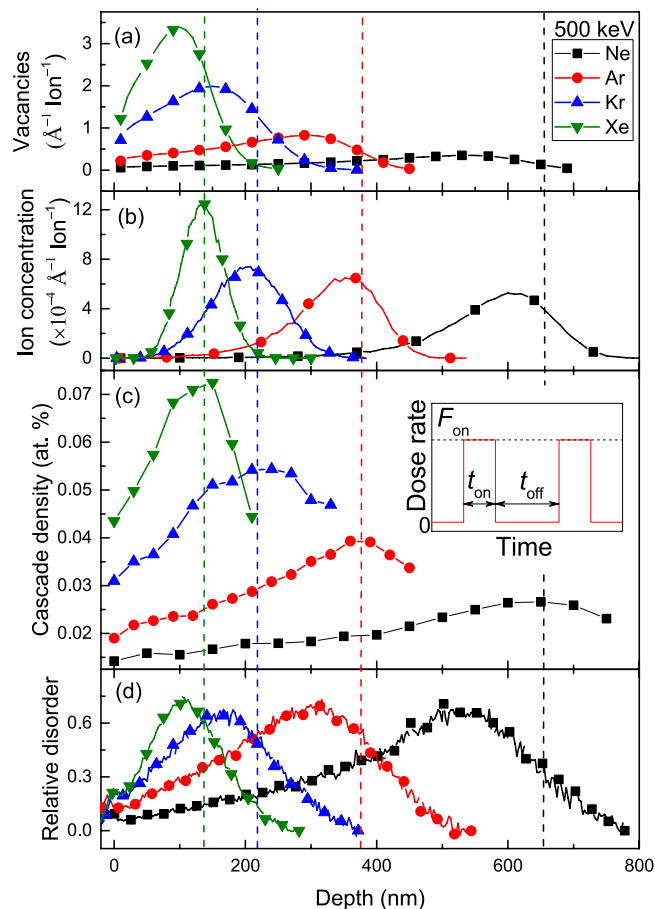 (a)
500 keV
Ne
Ar
Kr
Xe
Vacancies
(Å⁻¹ Ion⁻¹)
3
2
1
0
(b)
Ion concentration
(×10⁻⁴ Å⁻¹ Ion⁻¹)
12
6
0
(c)
Cascade density (at. %)
0.07
0.06
0.05
0.04
0.03
0.02
F_on
t_on
t_off
Dose rate
0
Time
(d)
Relative disorder
0.6
0.3
0.0
0 200 400 600 800
Depth (nm)